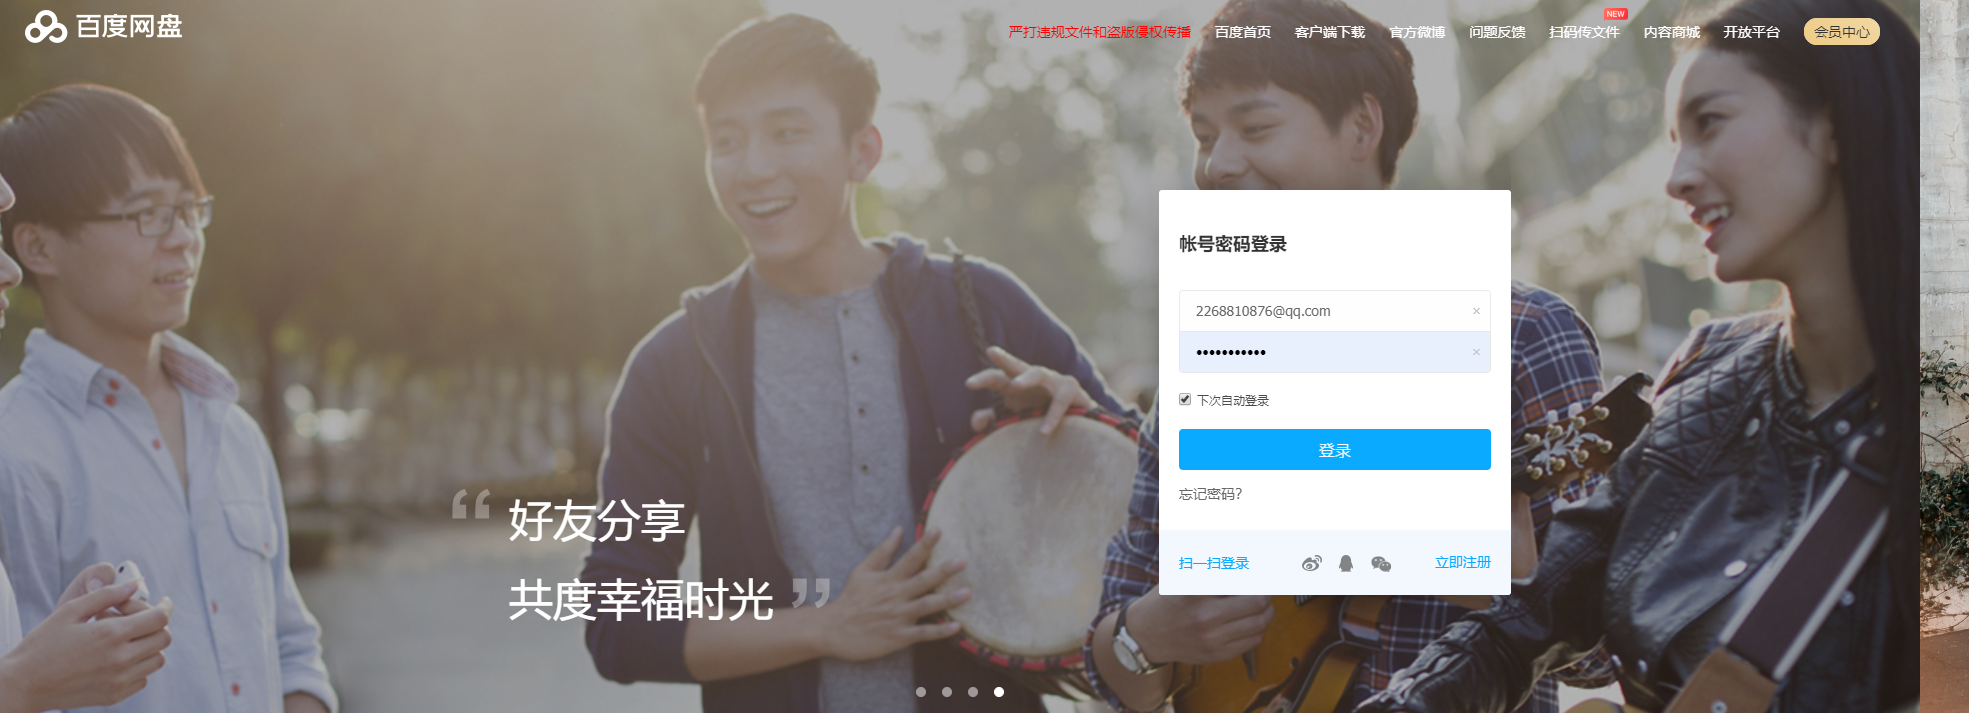 百度网盘
严打违规文件和盗版侵权传播 百度首页 客户端下载 官方微博 问题反馈 扫码传文件 NEW 内容商城 开放平台 会员中心
帐号密码登录
2268810876@qq.com
下次自动登录
登录
忘记密码?
扫一扫登录 立即注册
“好友分享
共度幸福时光”